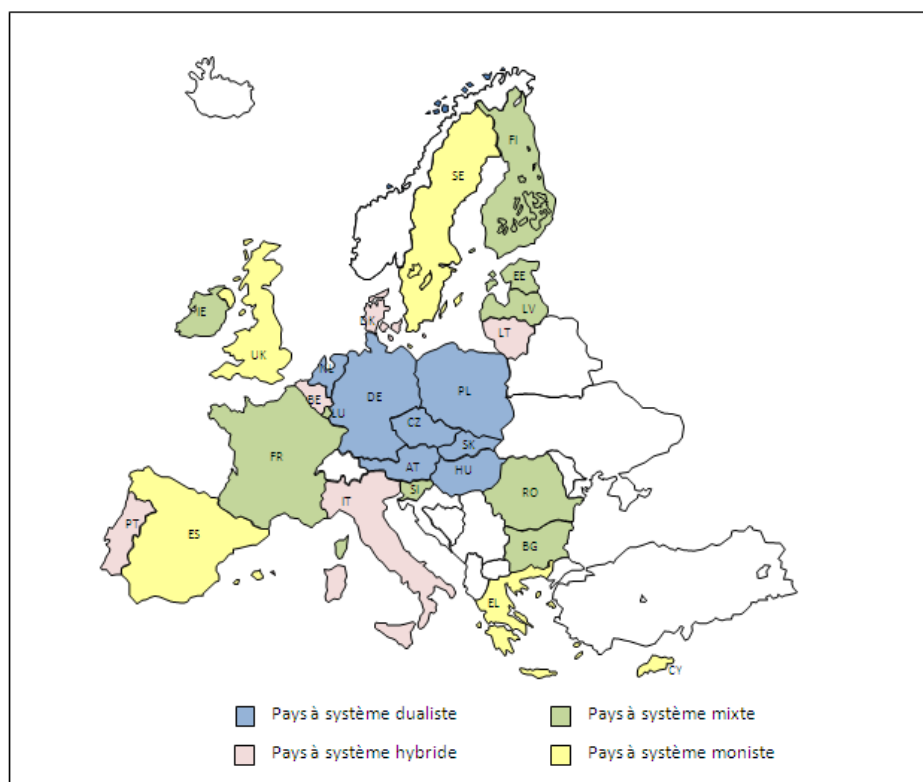 FI
SE
EE
IE
LV
DK
LT
UK
NL
BE
DE
PL
LU
CZ
SK
FR
AT
HU
SI
IT
RO
PT
ES
BG
EL
CY
Pays à système dualiste
Pays à système mixte
Pays à système hybride
Pays à système moniste